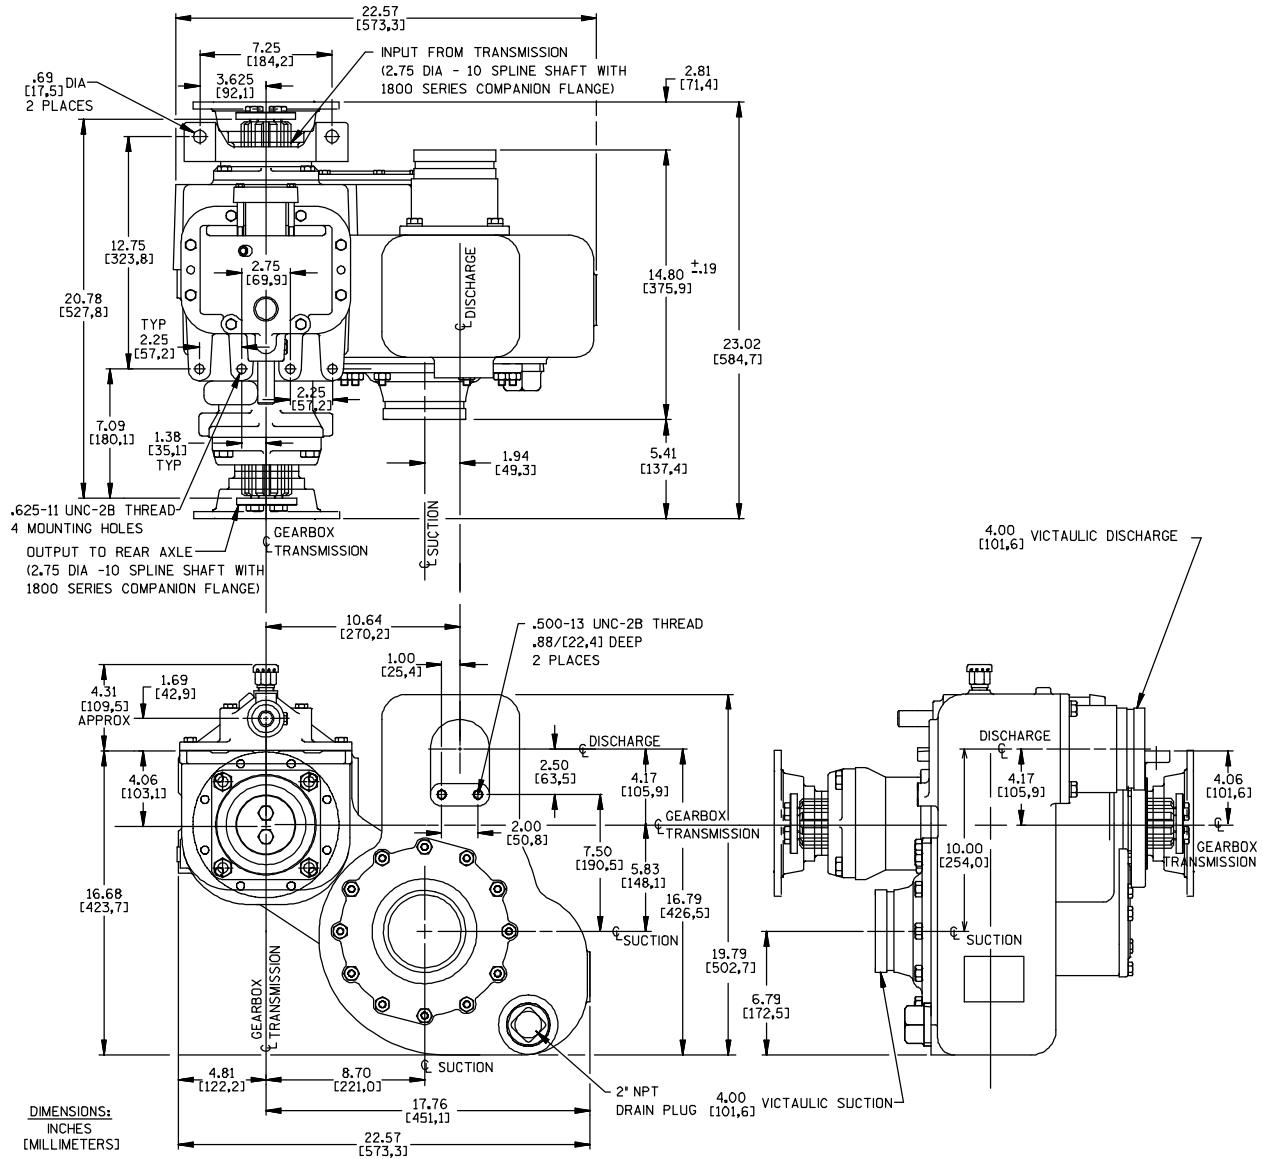 22.57
[573,3]
7.25
[184,2]
3.625
[92,1]
.69
[17,5] DIA
2 PLACES
INPUT FROM TRANSMISSION
(2.75 DIA - 10 SPLINE SHAFT WITH
1800 SERIES COMPANION FLANGE)
2.81
[71,4]
12.75
[323,8]
20.78
[527,8]
2.75
[69,9]
TYP
2.25
[57,2]
℄ DISCHARGE
14.80 +-.19
[375,9]
23.02
[584,7]
2.25
[57,2]
7.09
[180,1]
1.38
[35,1]
TYP
1.94
[49,3]
5.41
[137,4]
.625-11 UNC-2B THREAD
4 MOUNTING HOLES
OUTPUT TO REAR AXLE
(2.75 DIA -10 SPLINE SHAFT WITH
1800 SERIES COMPANION FLANGE)
GEARBOX
℄ TRANSMISSION
℄ SUCTION
4.00
[101,6] VICTAULIC DISCHARGE
10.64
[270,2]
.500-13 UNC-2B THREAD
.88/[22,4] DEEP
2 PLACES
1.00
[25,4]
4.31
[109,5]
APPROX
1.69
[42,9]
℄ DISCHARGE
2.50
[63,5]
4.17
[105,9]
4.06
[103,1]
℄ GEARBOX
TRANSMISSION
2.00
[50,8]
7.50
[190,5]
5.83
[148,1]
16.79
[426,5]
℄ SUCTION
16.68
[423,7]
19.79
[502,7]
GEARBOX
℄ TRANSMISSION
℄ SUCTION
4.81
[122,2]
8.70
[221,0]
17.76
[451,1]
22.57
[573,3]
2" NPT
DRAIN PLUG
4.00
[101,6] VICTAULIC SUCTION
℄ DISCHARGE
4.17
[105,9]
4.06
[101,6]
10.00
[254,0]
℄
GEARBOX
TRANSMISSION
℄ SUCTION
6.79
[172,5]
DIMENSIONS:
INCHES
[MILLIMETERS]